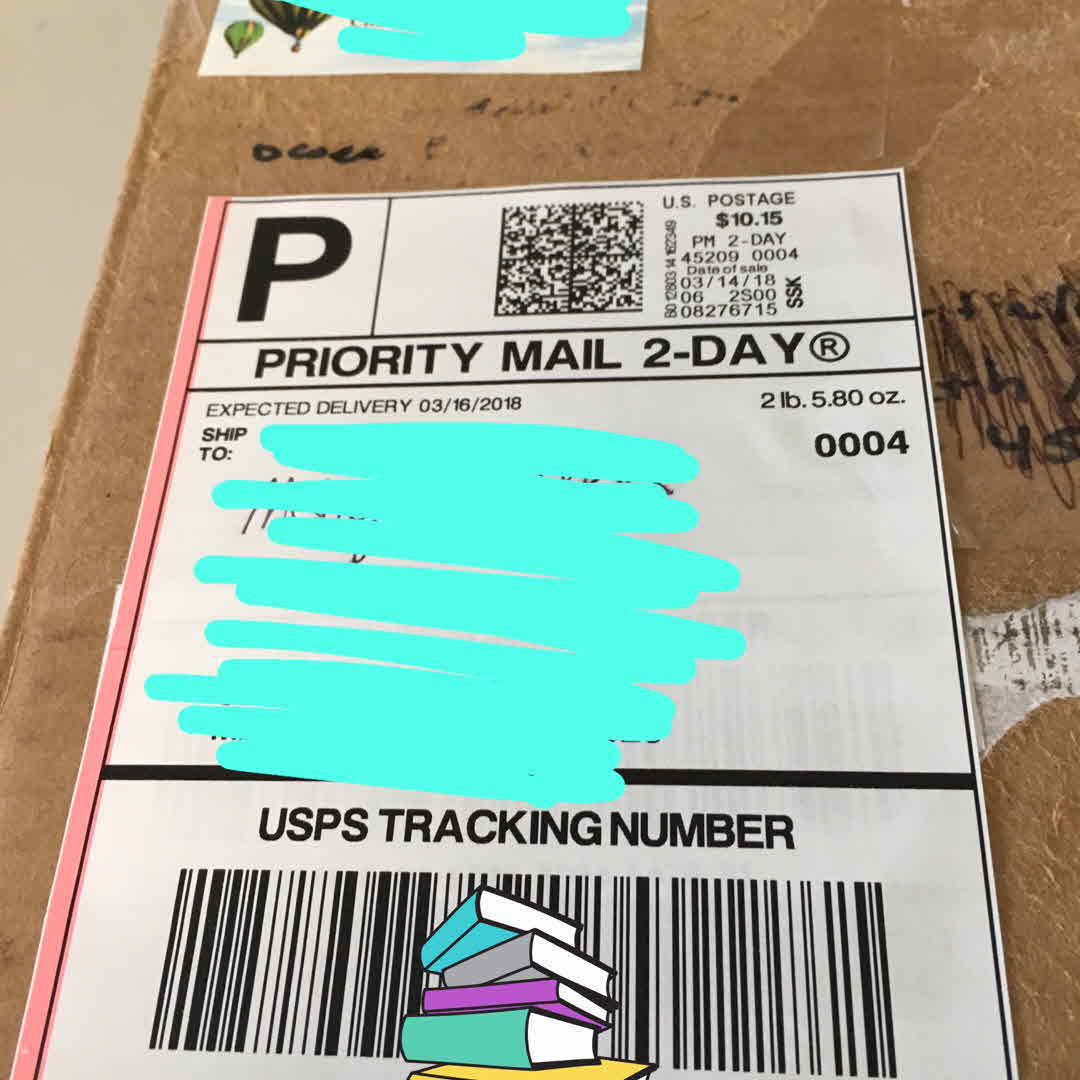 P
U.S. POSTAGE
$10.15
PM 2-DAY
45209 0004
Date of sale
03/14/18
06 2S00
08276715
SSK
PRIORITY MAIL 2-DAY®
EXPECTED DELIVERY 03/16/2018
2 lb. 5.80 oz.
SHIP
TO:
0004
USPS TRACKING NUMBER